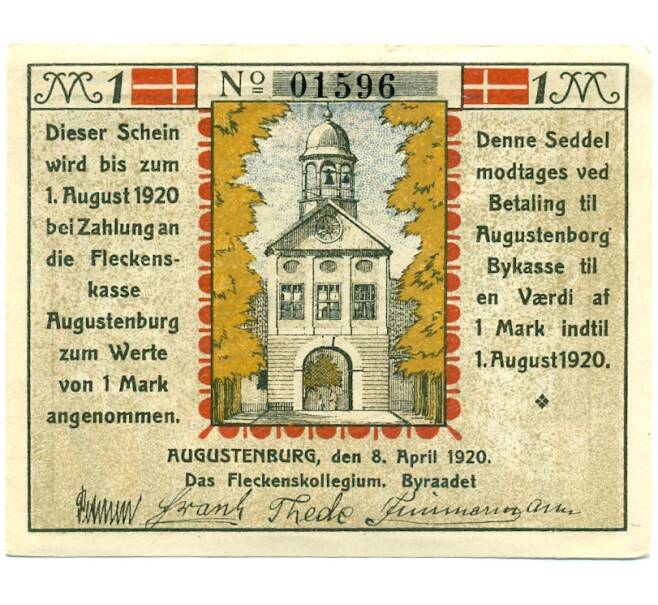 M 1
Nº 01596
1 M
Dieser Schein
wird bis zum
1. August 1920
bei Zahlung an
die Fleckens-
kasse
Augustenburg
zum Werte
von 1 Mark
angenommen.
Denne Seddel
modtages ved
Betaling til
Augustenborg
Bykasse til
en Værdi af
1 Mark indtil
1. August 1920.
AUGUSTENBURG, den 8. April 1920.
Das Fleckenskollegium. Byraadet
Frank Thede Zimmermann